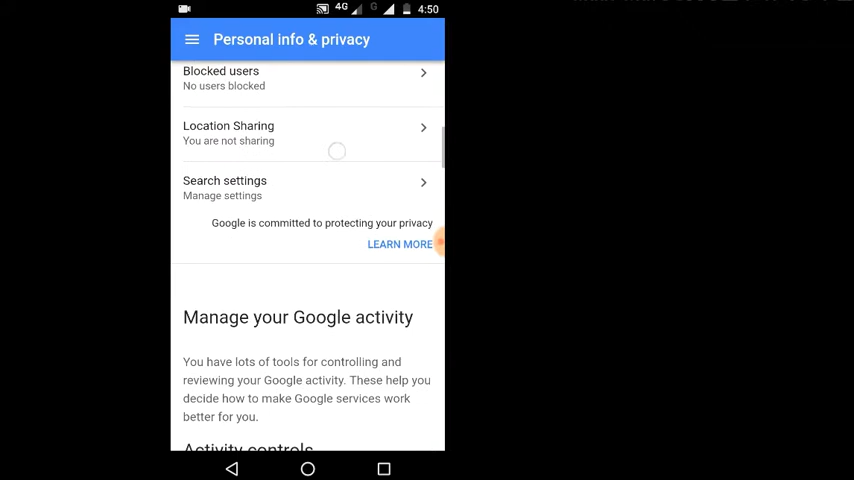 4G G 4:50
Personal info & privacy
Blocked users
No users blocked
Location Sharing
You are not sharing
Search settings
Manage settings
Google is committed to protecting your privacy
LEARN MORE
Manage your Google activity
You have lots of tools for controlling and
reviewing your Google activity. These help you
decide how to make Google services work
better for you.
Activity controls